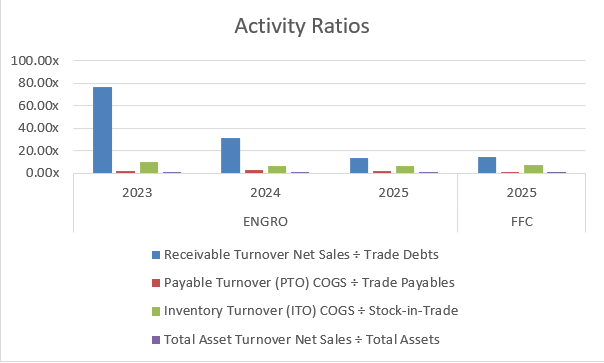 Activity Ratios
100.00x
80.00x
60.00x
40.00x
20.00x
0.00x
2023 2024 2025 2025
ENGRO FFC
Receivable Turnover Net Sales ÷ Trade Debts
Payable Turnover (PTO) COGS ÷ Trade Payables
Inventory Turnover (ITO) COGS ÷ Stock-in-Trade
Total Asset Turnover Net Sales ÷ Total Assets